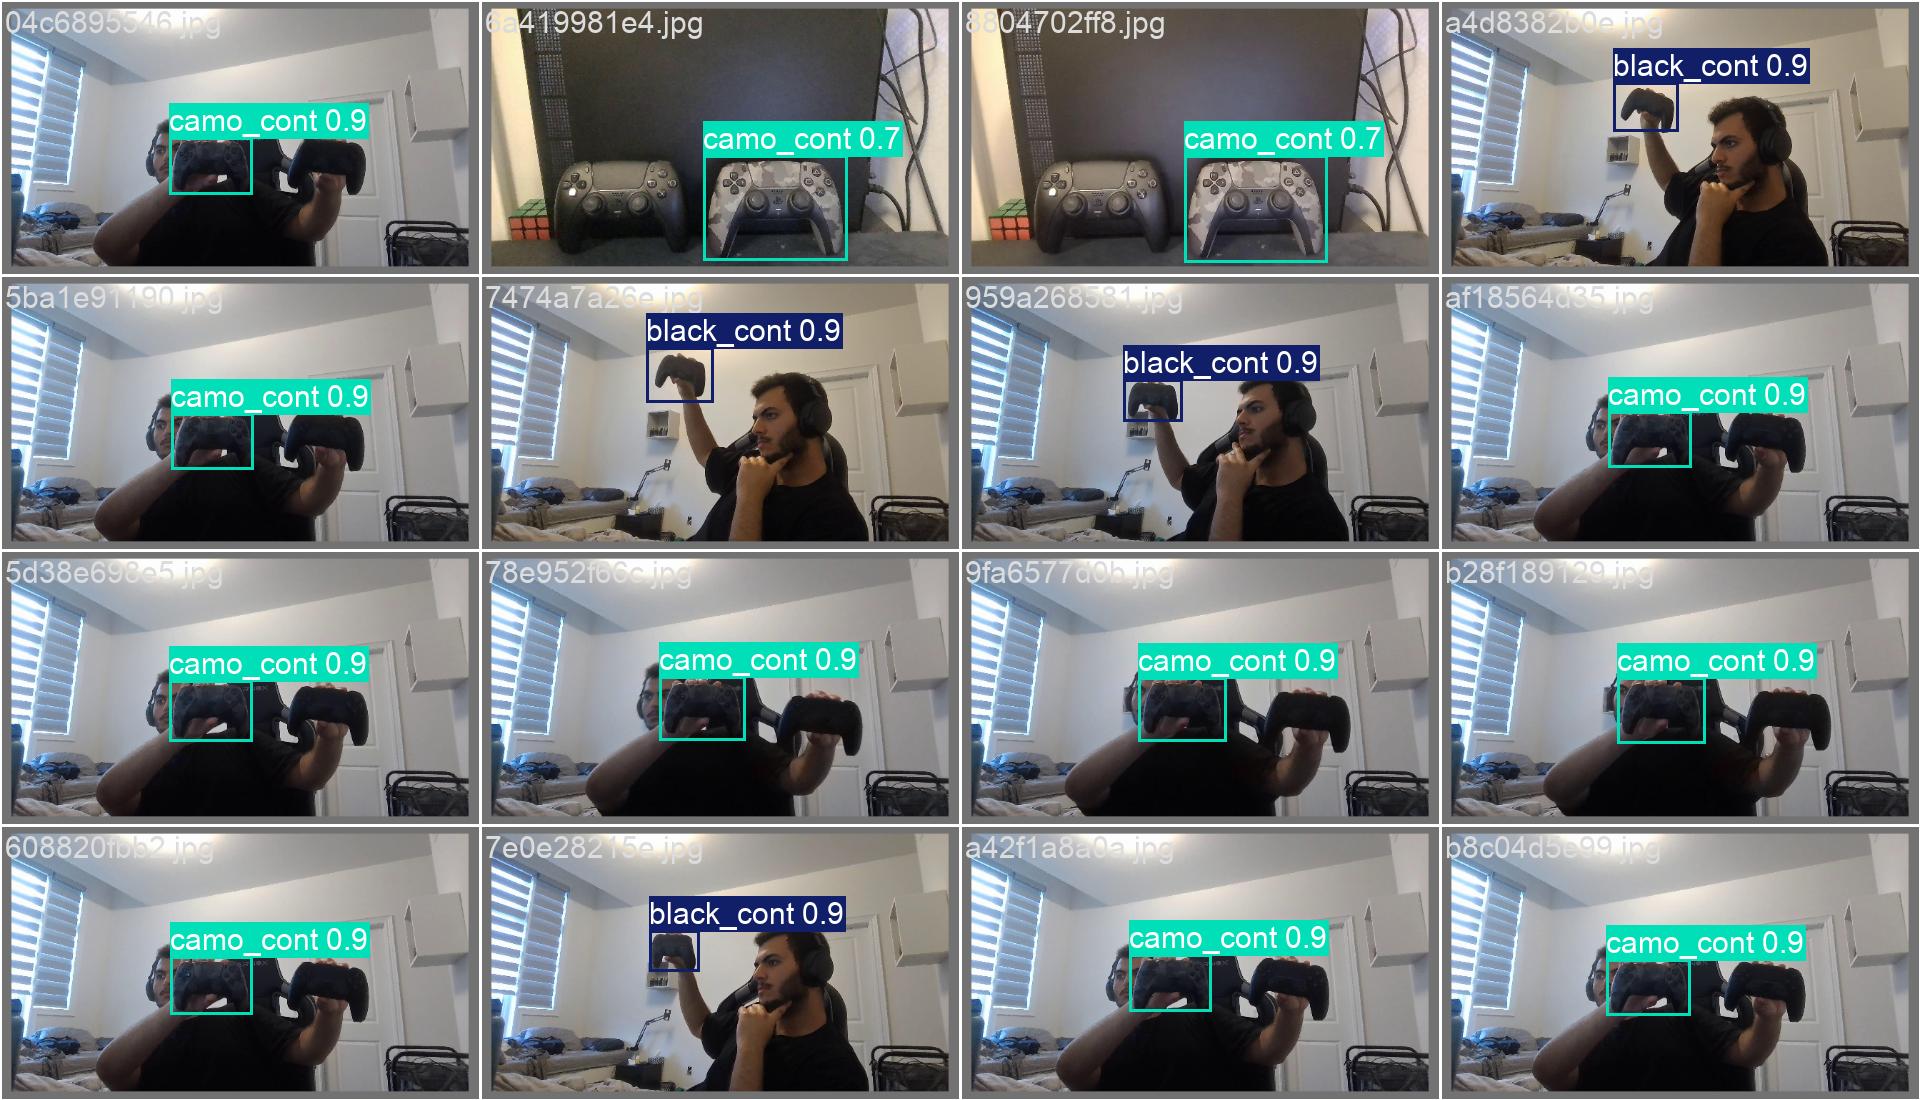 04c6895546.jpg
camo_cont 0.9
6a419981e4.jpg
camo_cont 0.7
8804702ff8.jpg
camo_cont 0.7
a4d8382b0e.jpg
black_cont 0.9
5ba1e91190.jpg
camo_cont 0.9
7474a7a26e.jpg
black_cont 0.9
959a268581.jpg
black_cont 0.9
af18564d35.jpg
camo_cont 0.9
5d38e698e5.jpg
camo_cont 0.9
78e952f66c.jpg
camo_cont 0.9
9fa6577d0b.jpg
camo_cont 0.9
b28f189129.jpg
camo_cont 0.9
608820fbb2.jpg
camo_cont 0.9
7e0e28215e.jpg
black_cont 0.9
a42f1a8a0a.jpg
camo_cont 0.9
b8c04d5e99.jpg
camo_cont 0.9